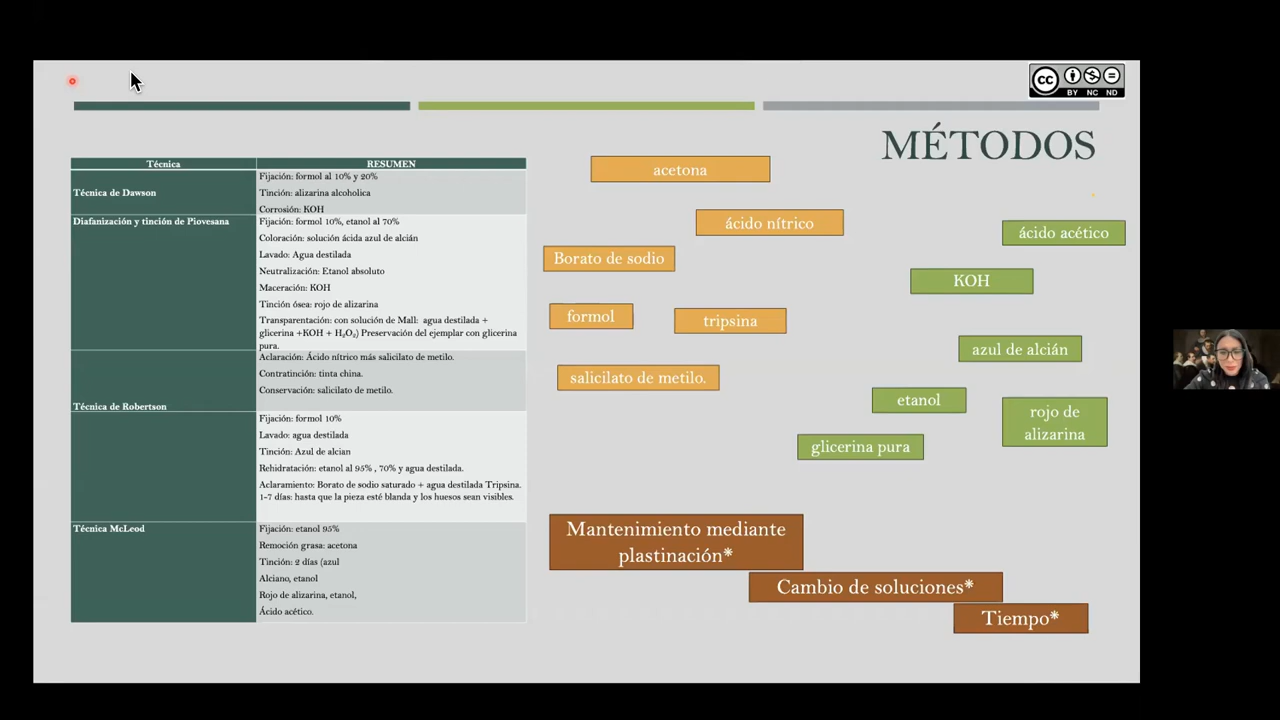 BY NC ND
MÉTODOS
Técnica RESUMEN
Técnica de Dawson
Fijación: formol al 10% y 20%
Tinción: alizarina alcoholica
Corrosión: KOH
Diafanización y tinción de Piovesana
Fijación: formol 10%, etanol al 70%
Coloración: solución ácida azul de alcián
Lavado: Agua destilada
Neutralización: Etanol absoluto
Maceración: KOH
Tinción ósea: rojo de alizarina
Transparentación: con solución de Mall: agua destilada +
glicerina +KOH + H₂O₂) Preservación del ejemplar con glicerina
pura.
Aclaración: Ácido nítrico más salicilato de metilo.
Contratinción: tinta china.
Conservación: salicilato de metilo.
Técnica de Robertson
Fijación: formol 10%
Lavado: agua destilada
Tinción: Azul de alcian
Rehidratación: etanol al 95% , 70% y agua destilada.
Aclaramiento: Borato de sodio saturado + agua destilada Tripsina.
1-7 días: hasta que la pieza esté blanda y los huesos sean visibles.
Técnica McLeod
Fijación: etanol 95%
Remoción grasa: acetona
Tinción: 2 días (azul
Alciano, etanol
Rojo de alizarina, etanol,
Ácido acético.
acetona
ácido nítrico
Borato de sodio
formol
tripsina
salicilato de metilo.
ácido acético
KOH
azul de alcián
etanol
rojo de
alizarina
glicerina pura
Mantenimiento mediante
plastinación*
Cambio de soluciones*
Tiempo*